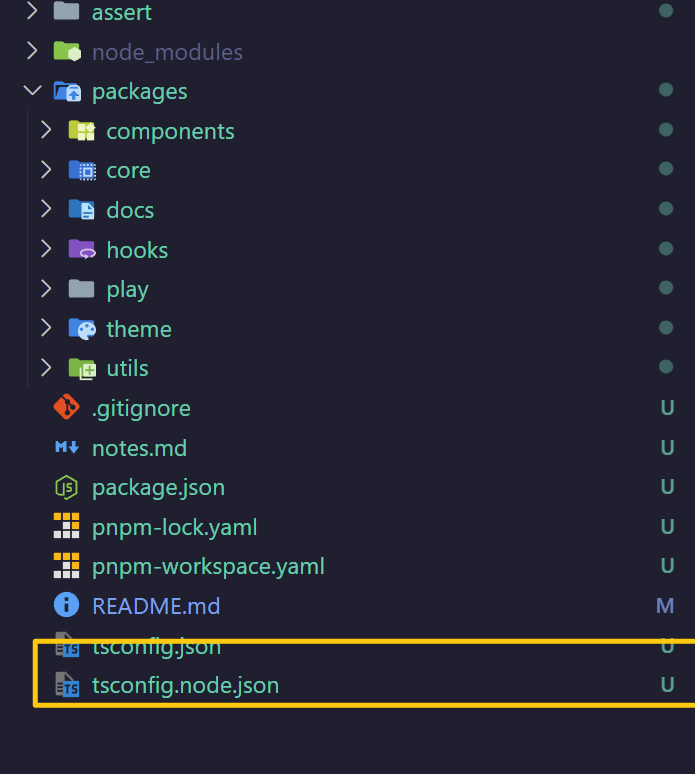 assert
node_modules
packages
components
core
docs
hooks
play
theme
utils
.gitignore U
notes.md U
package.json U
pnpm-lock.yaml U
pnpm-workspace.yaml U
README.md M
tsconfig.json U
tsconfig.node.json U